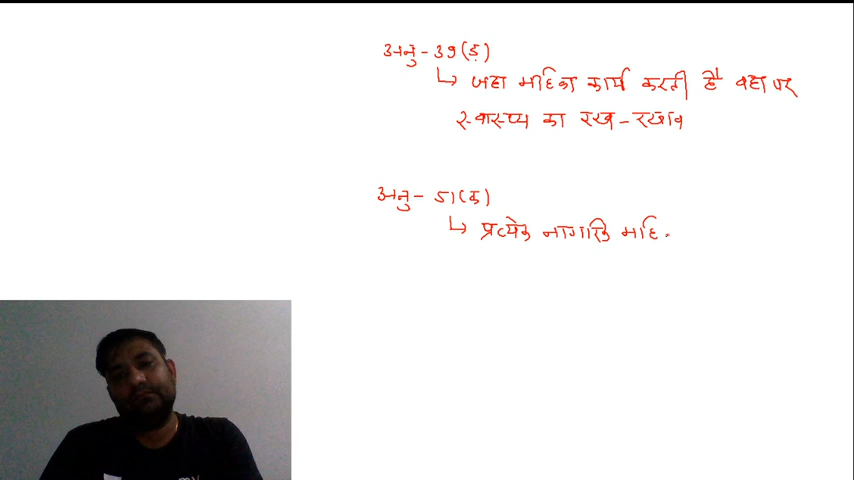 अनु - 39 (ड़)
↳ जहा महिला कार्य करती है वहा पर
स्वास्थ्य का रख - रखाव
अनु - 51 (क)
↳ प्रत्येक नागरिक महि